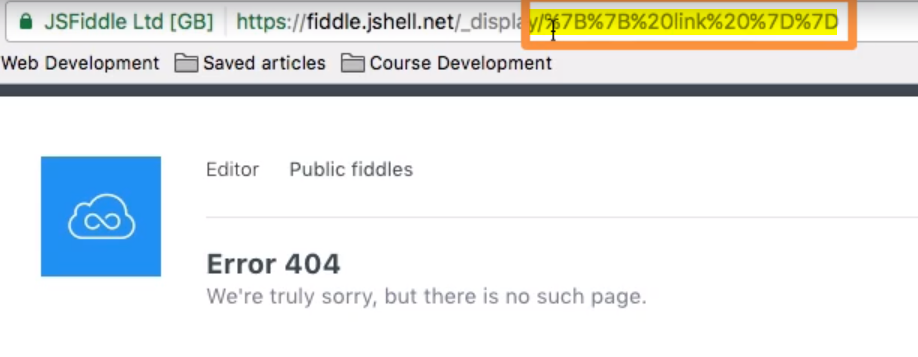 JSFiddle Ltd [GB] https://fiddle.jshell.net/_display/%7B%7B%20link%20%7D%7D
Web Development Saved articles Course Development
Editor Public fiddles
Error 404
We're truly sorry, but there is no such page.